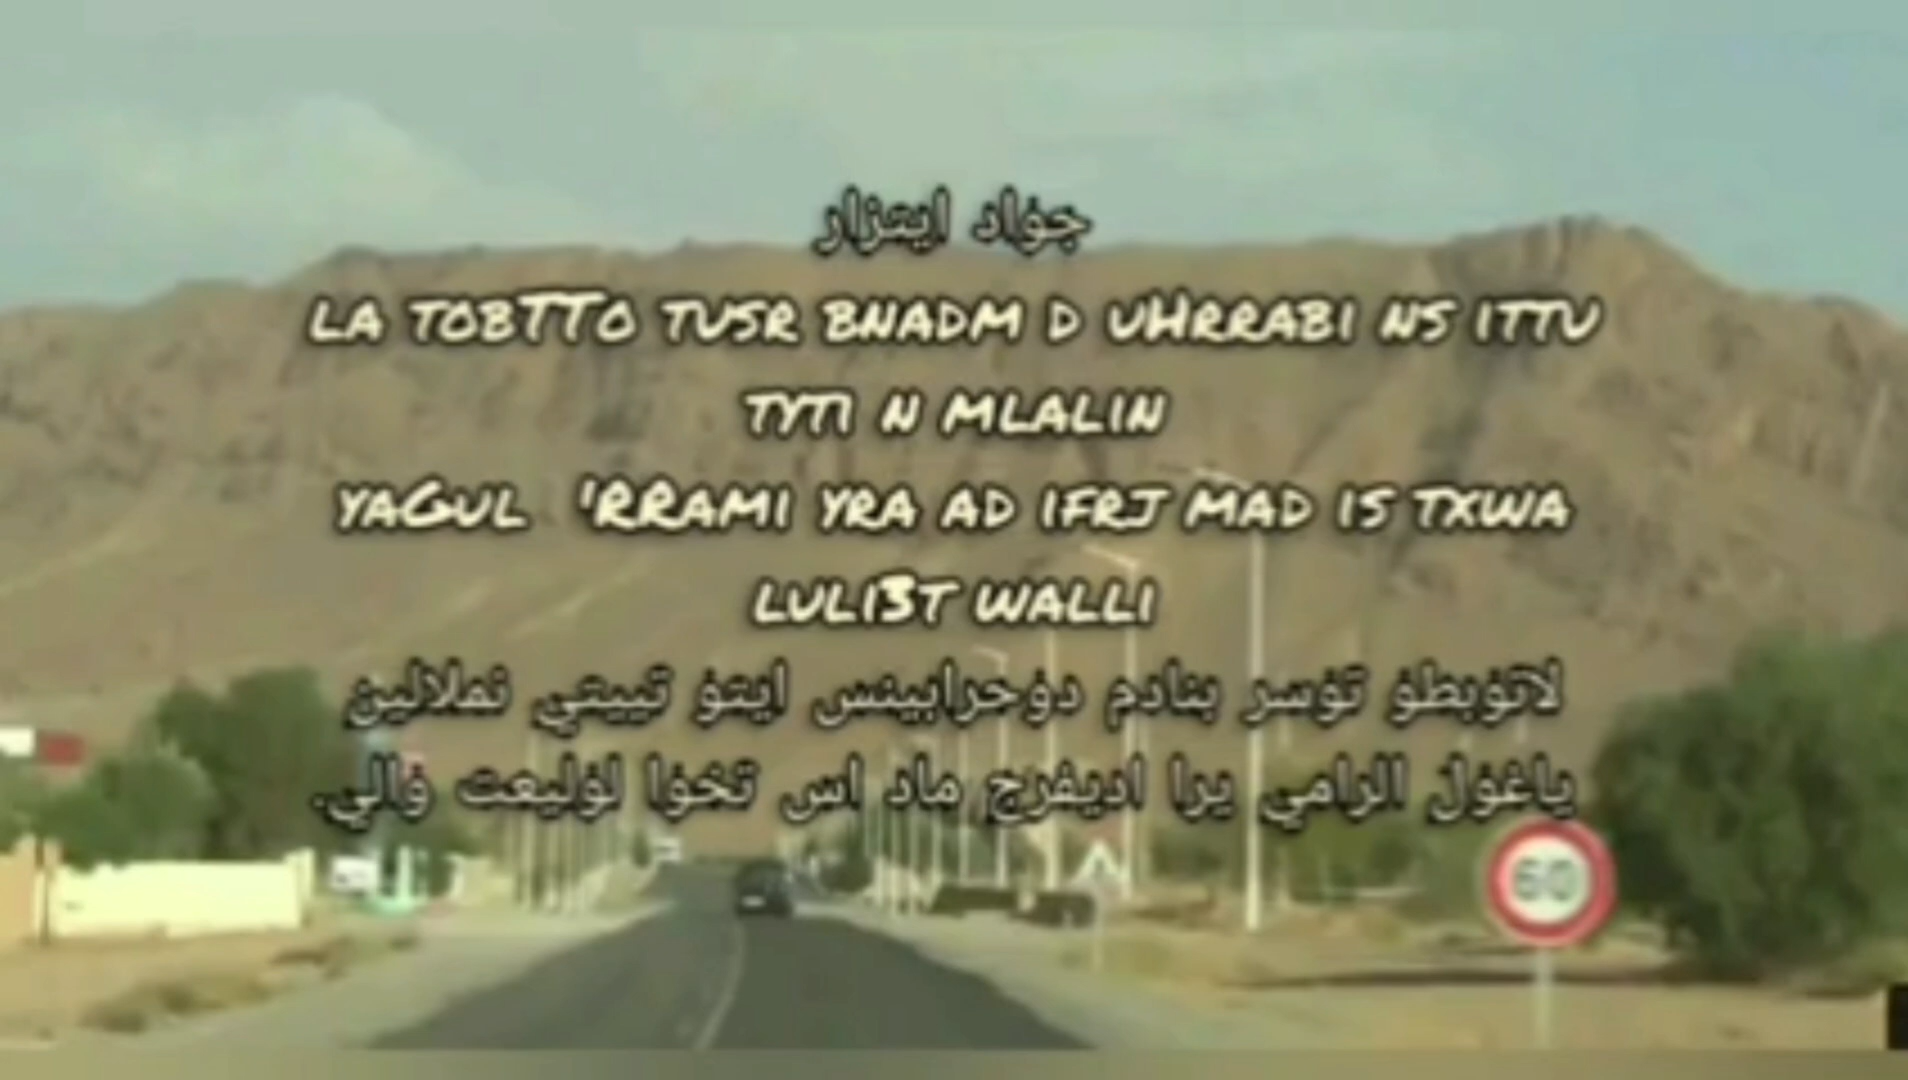 جواد ايتزار
LA TOBTTO TUSR BNADM D UHRRABI NS ITTU
TYTI N MLALIN
YAGUL 'RRAMI YRA AD IFRJ MAD IS TXWA
LULI3T WALLI
لاتوبطو توسر بنادم دوحرابينس ايتو تييتي نملالين
ياغول الرامي يرا اديفرج ماد اس تخوا لوليعت والي.
60